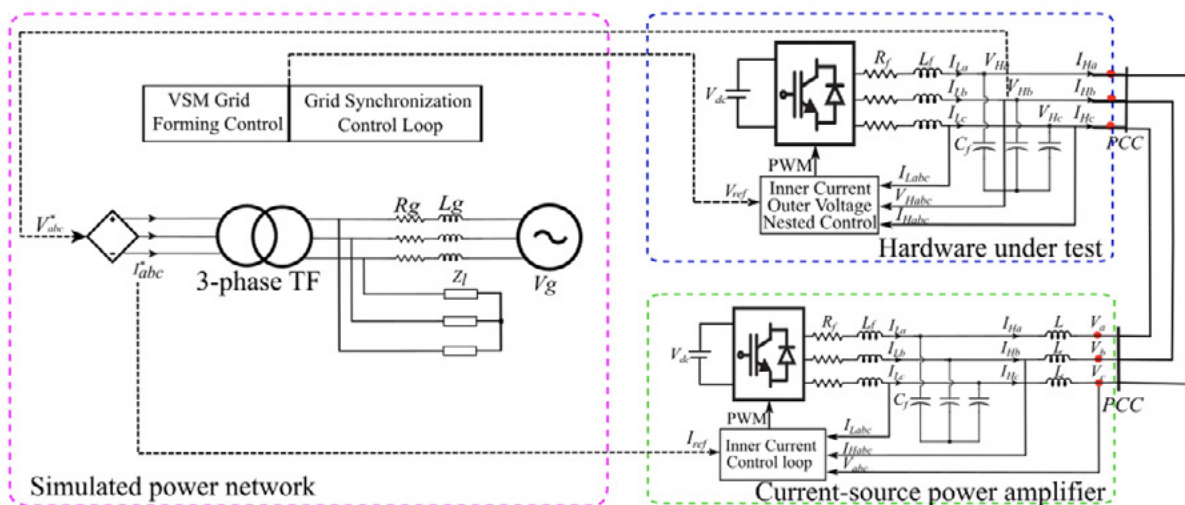 VSM Grid
Forming Control
Grid Synchronization
Control Loop
V*abc
I*abc
3-phase TF
Rg
Lg
Zl
Vg
Simulated power network
Vdc
Rf
Lf
ILa
ILb
ILc
VHb
VHc
IHa
IHb
IHc
Cf
PCC
PWM
Vref
Inner Current
Outer Voltage
Nested Control
ILabc
VHabc
IHabc
Hardware under test
Vdc
Rf
Lf
ILa
ILb
ILc
IHa
IHb
IHc
L
L
L
Va
Vb
Vc
Cf
PCC
PWM
Iref
Inner Current
Control loop
ILabc
IHabc
Vabc
Current-source power amplifier